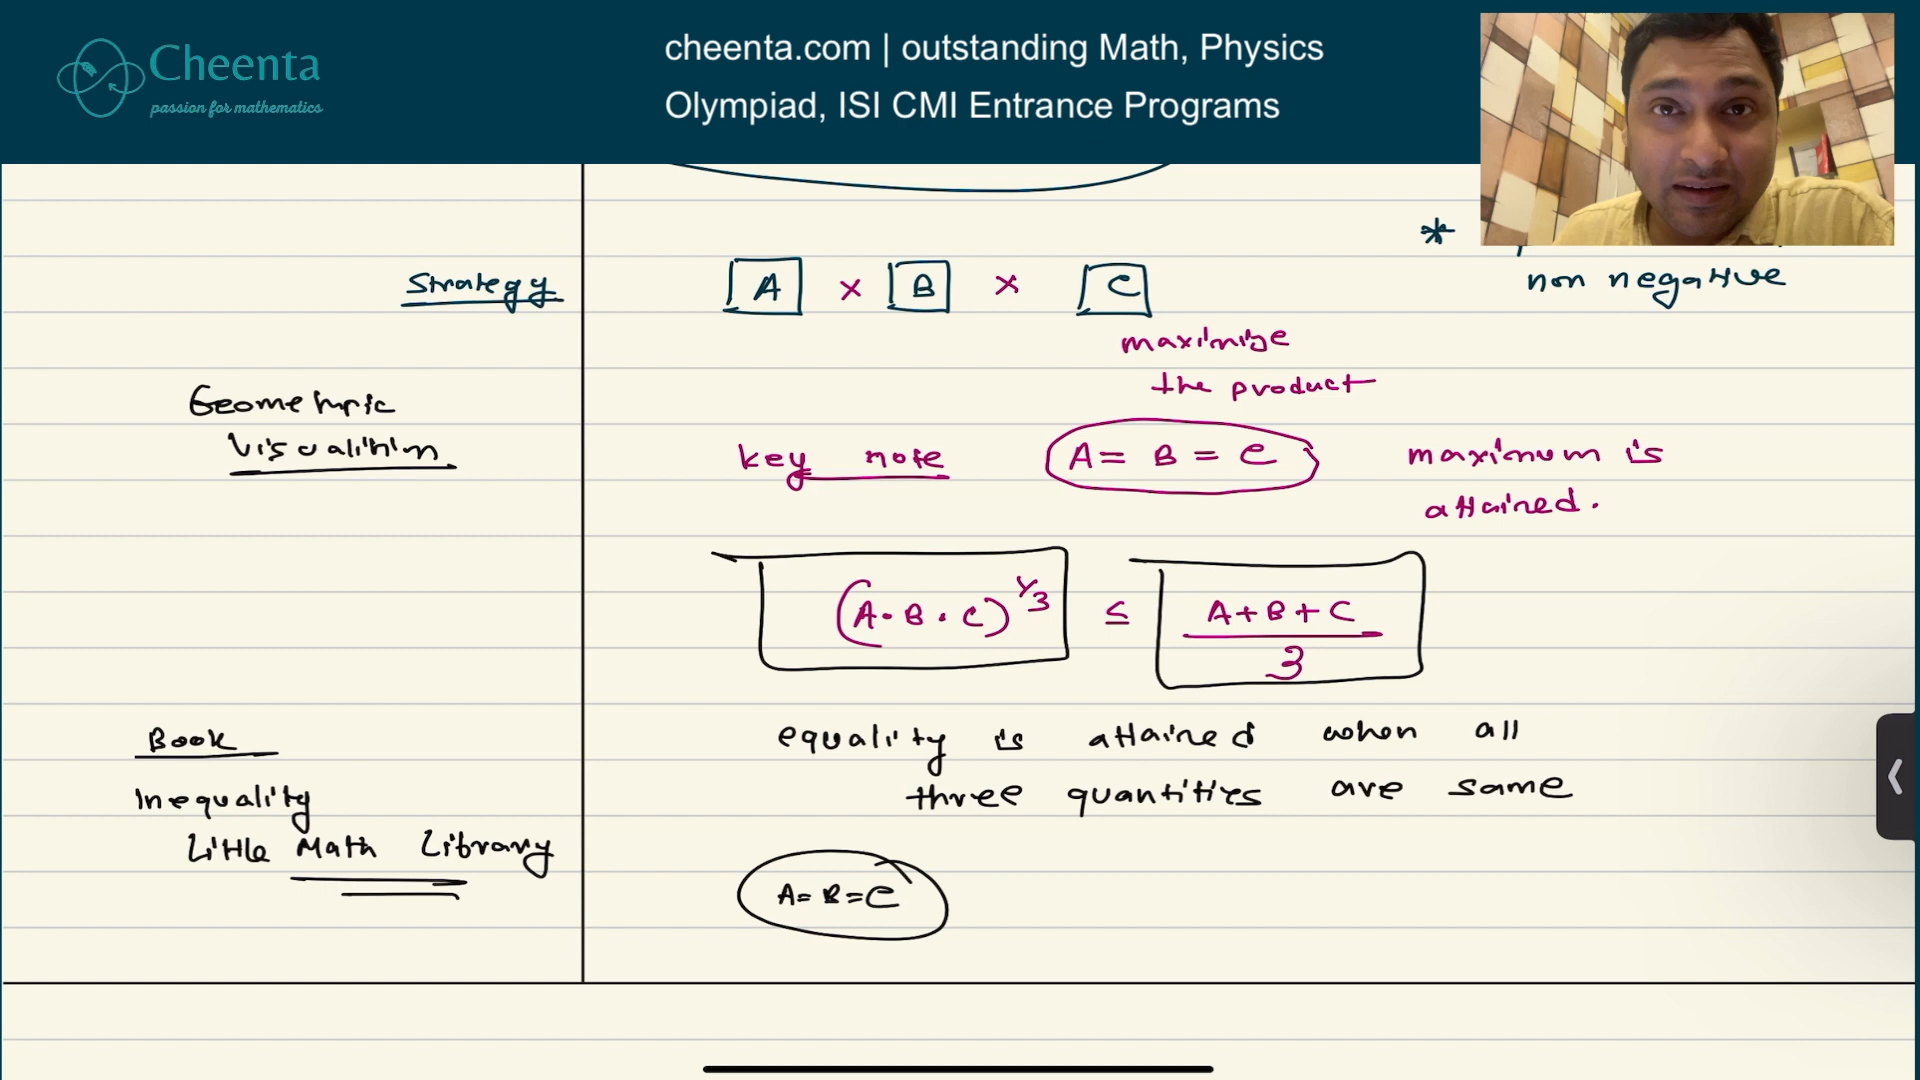 Cheenta
passion for mathematics
cheenta.com | outstanding Math, Physics
Olympiad, ISI CMI Entrance Programs
*
non negative
Strategy
A × B × C
maximize
the product
Geometric
key note A = B = C maximum is
attained.
(A · B · C)^1/3 ≤ A + B + C / 3
equality is attained when all
three quantities are same
Book
Inequality
Little Math Library
A = B = C